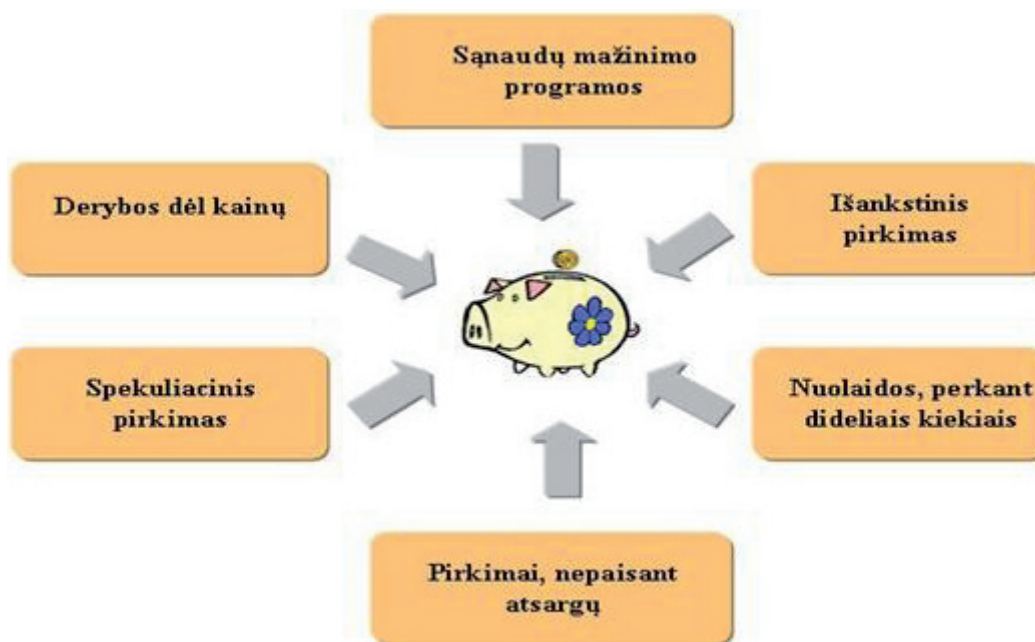 Sąnaudų mažinimo
programos
Derybos dėl kainų
Išankstinis
pirkimas
Spekuliacinis
pirkimas
Nuolaidos, perkant
dideliais kiekiais
Pirkimai, nepaisant
atsargų